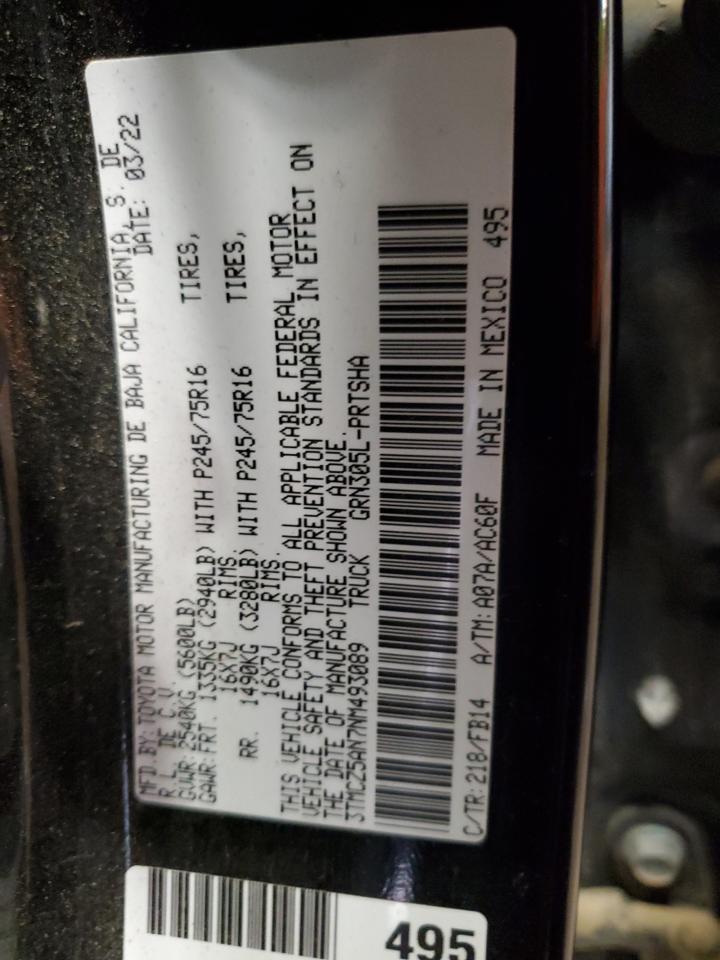 MFD.BY:TOYOTA MOTOR MANUFACTURING DE BAJA CALIFORNIA,S. DE
R.L. DE C.V. DATE: 03/22
GVWR:2540KG (5600LB)
GAWR:FRT. 1335KG (2940LB) WITH P245/75R16 TIRES,
16X7J RIMS.
RR. 1490KG (3280LB) WITH P245/75R16 TIRES,
16X7J RIMS.
THIS VEHICLE CONFORMS TO ALL APPLICABLE FEDERAL MOTOR
VEHICLE SAFETY AND THEFT PREVENTION STANDARDS IN EFFECT ON
THE DATE OF MANUFACTURE SHOWN ABOVE.
3TMCZ5AN7NM493089 TRUCK GRN305L-PRTSHA
C/TR:218/FB14 A/TM:A07A/AC60F MADE IN MEXICO 495
495